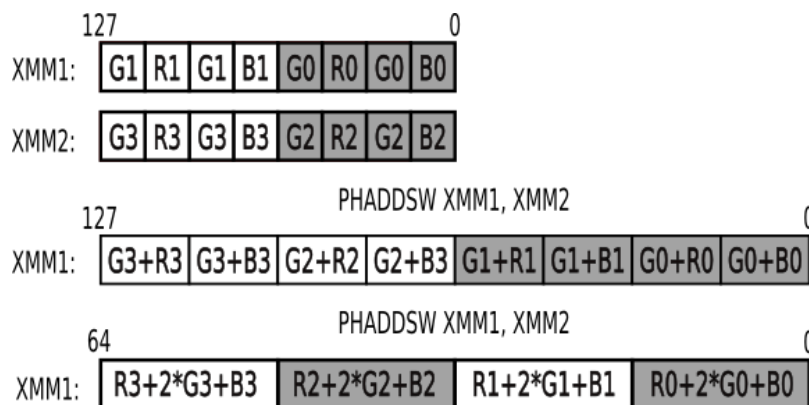 127 0
XMM1: G1 R1 G1 B1 G0 R0 G0 B0
XMM2: G3 R3 G3 B3 G2 R2 G2 B2
PHADDSW XMM1, XMM2
127 0
XMM1: G3+R3 G3+B3 G2+R2 G2+B3 G1+R1 G1+B1 G0+R0 G0+B0
PHADDSW XMM1, XMM2
64 0
XMM1: R3+2*G3+B3 R2+2*G2+B2 R1+2*G1+B1 R0+2*G0+B0